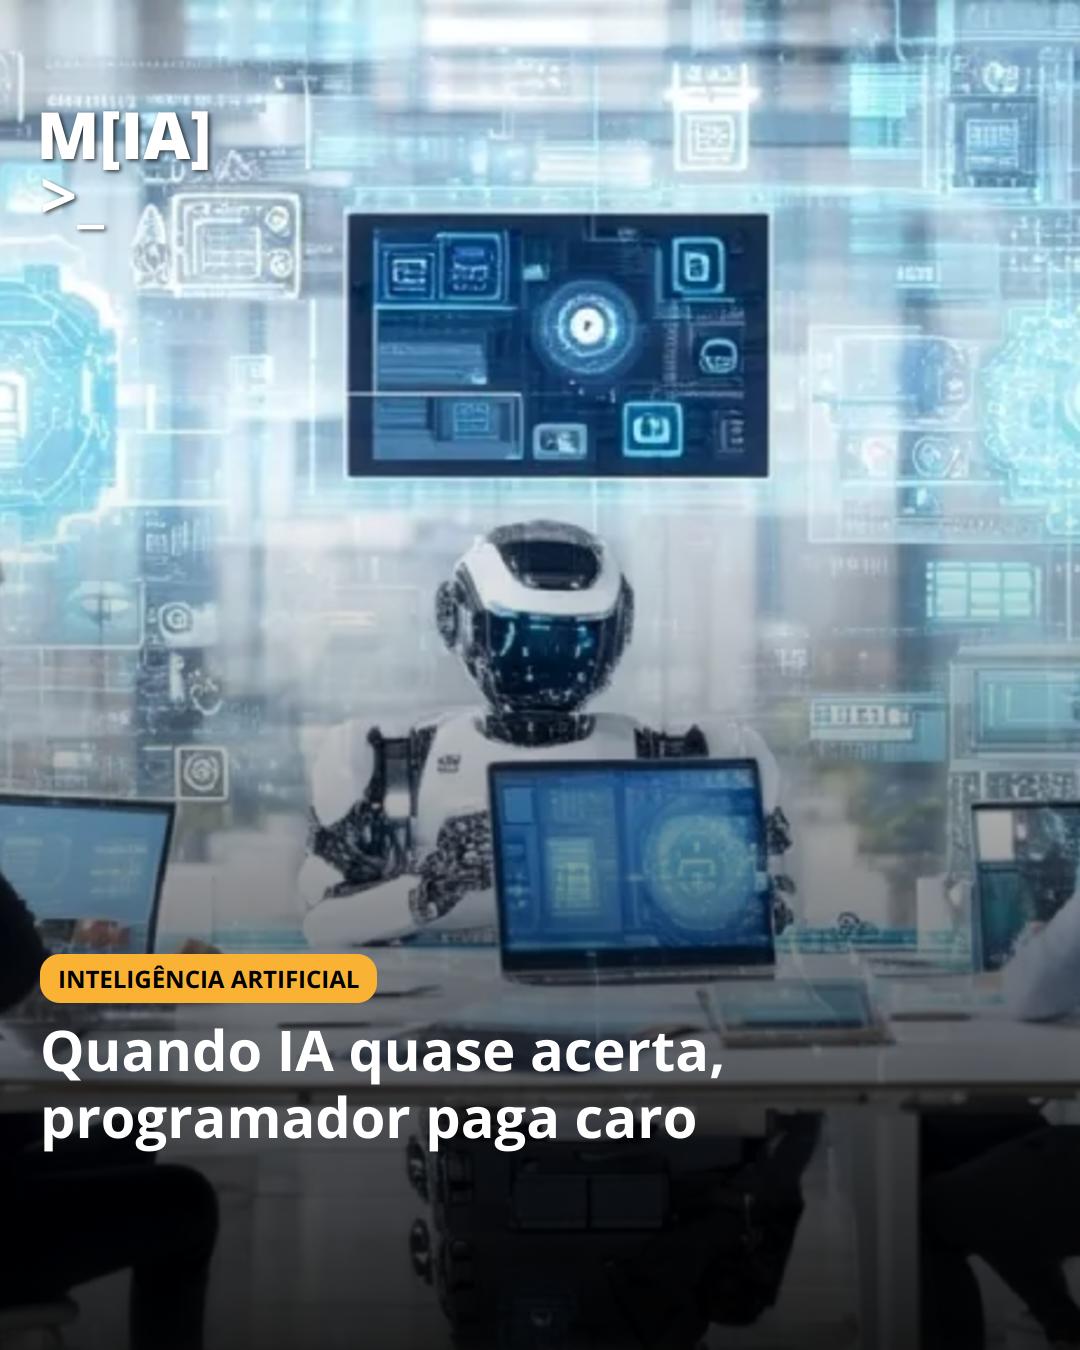 M[IA]
>_
INTELIGÊNCIA ARTIFICIAL
Quando IA quase acerta,
programador paga caro